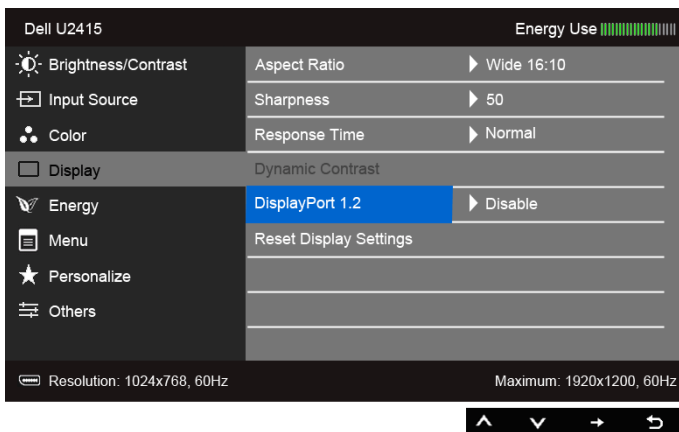 Dell U2415 Energy Use
Brightness/Contrast Aspect Ratio Wide 16:10
Input Source Sharpness 50
Color Response Time Normal
Display Dynamic Contrast
Energy DisplayPort 1.2 Disable
Menu Reset Display Settings
Personalize
Others
Resolution: 1024x768, 60Hz Maximum: 1920x1200, 60Hz